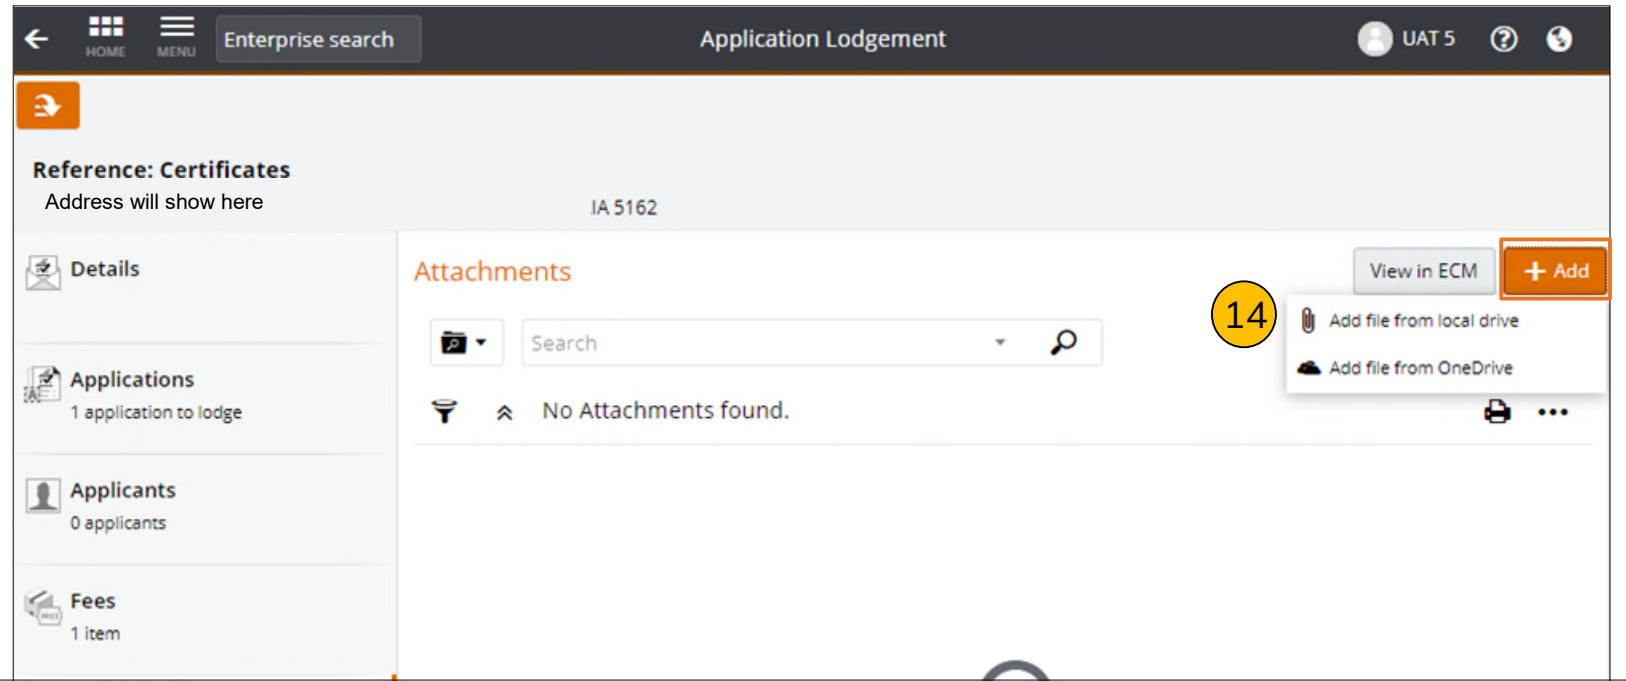 HOME MENU Enterprise search Application Lodgement UAT 5
Reference: Certificates
Address will show here
IA 5162
Details
Attachments
View in ECM + Add
14
Add file from local drive
Search
Add file from OneDrive
Applications
1 application to lodge
No Attachments found.
Applicants
0 applicants
Fees
1 item